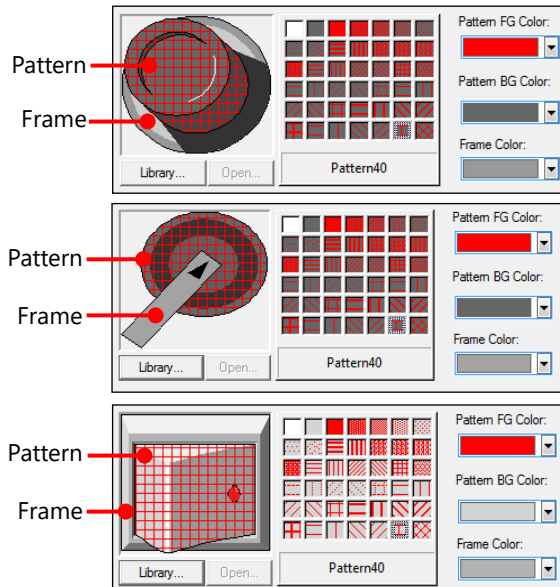 Pattern
Frame
Library...
Open...
Pattern40
Pattern FG Color:
Pattern BG Color:
Frame Color:
Pattern
Frame
Library...
Open...
Pattern40
Pattern FG Color:
Pattern BG Color:
Frame Color:
Pattern
Frame
Library...
Open...
Pattern40
Pattern FG Color:
Pattern BG Color:
Frame Color: